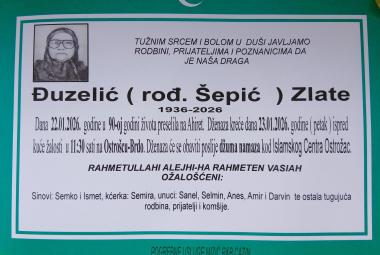 TUŽNIM SRCEM I BOLOM U DUŠI JAVLJAMO
RODBINI, PRIJATELJIMA I POZNANICIMA DA
JE NAŠA DRAGA
Đuzelić ( rođ. Šepić ) Zlate
1936-2026
Dana 22.01.2026. godine u 90-oj godini života preselila na Ahiret. Dženaza kreće dana 23.01.2026. godine ( petak ) ispred
kuće žalosti u 11:30 sati na Ostrošcu-Brdo. Dženaza će se obaviti poslije džuma namaza kod Islamskog Centra Ostrožac.
RAHMETULLAHI ALEJHI-HA RAHMETEN VASIAH
OŽALOŠĆENI:
Sinovi: Semko i Ismet, kćerka: Semira, unuci: Sanel, Selmin, Anes, Amir i Darvin te ostala tugujuća
rodbina, prijatelji i komšije.
POGREBNE USLUGE